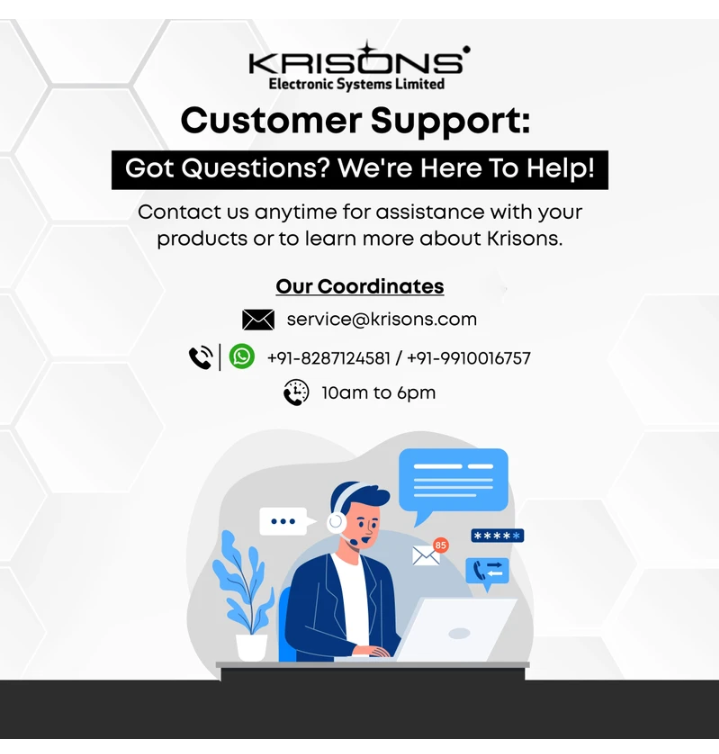 KRISONS
Electronic Systems Limited
Customer Support:
Got Questions? We're Here To Help!
Contact us anytime for assistance with your
products or to learn more about Krisons.
Our Coordinates
service@krisons.com
+91-8287124581 / +91-9910016757
10am to 6pm
85
*****